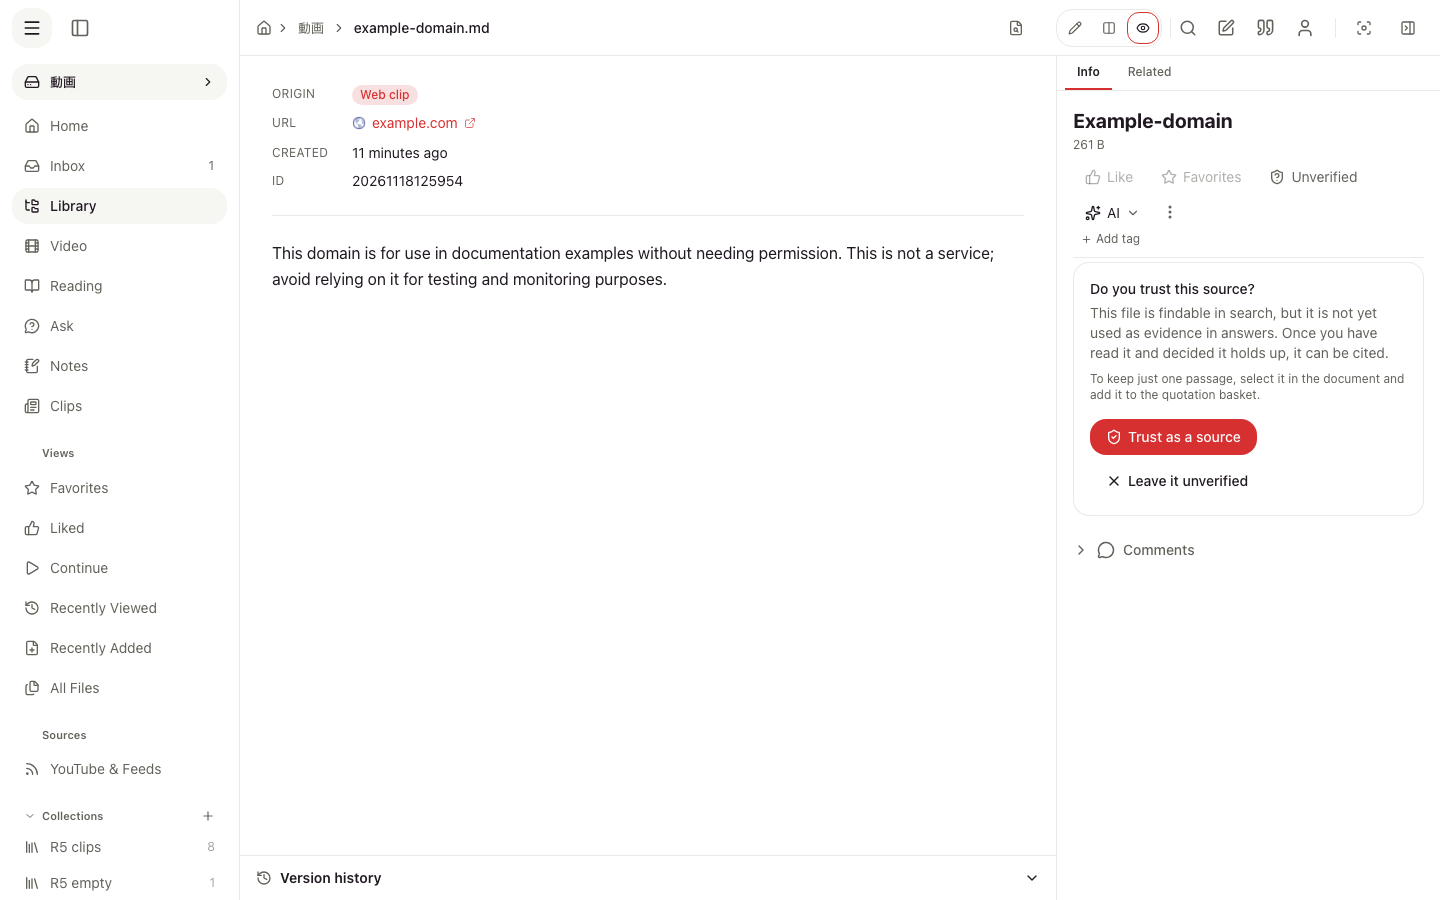 動画
Home
Inbox 1
Library
Video
Reading
Ask
Notes
Clips
Views
Favorites
Liked
Continue
Recently Viewed
Recently Added
All Files
Sources
YouTube & Feeds
Collections
R5 clips 8
R5 empty 1
動画 example-domain.md
ORIGIN Web clip
URL example.com
CREATED 11 minutes ago
ID 20261118125954
This domain is for use in documentation examples without needing permission. This is not a service;
avoid relying on it for testing and monitoring purposes.
Version history
Info Related
Example-domain
261 B
Like Favorites Unverified
AI
+ Add tag
Do you trust this source?
This file is findable in search, but it is not yet
used as evidence in answers. Once you have
read it and decided it holds up, it can be cited.
To keep just one passage, select it in the document and
add it to the quotation basket.
Trust as a source
Leave it unverified
Comments